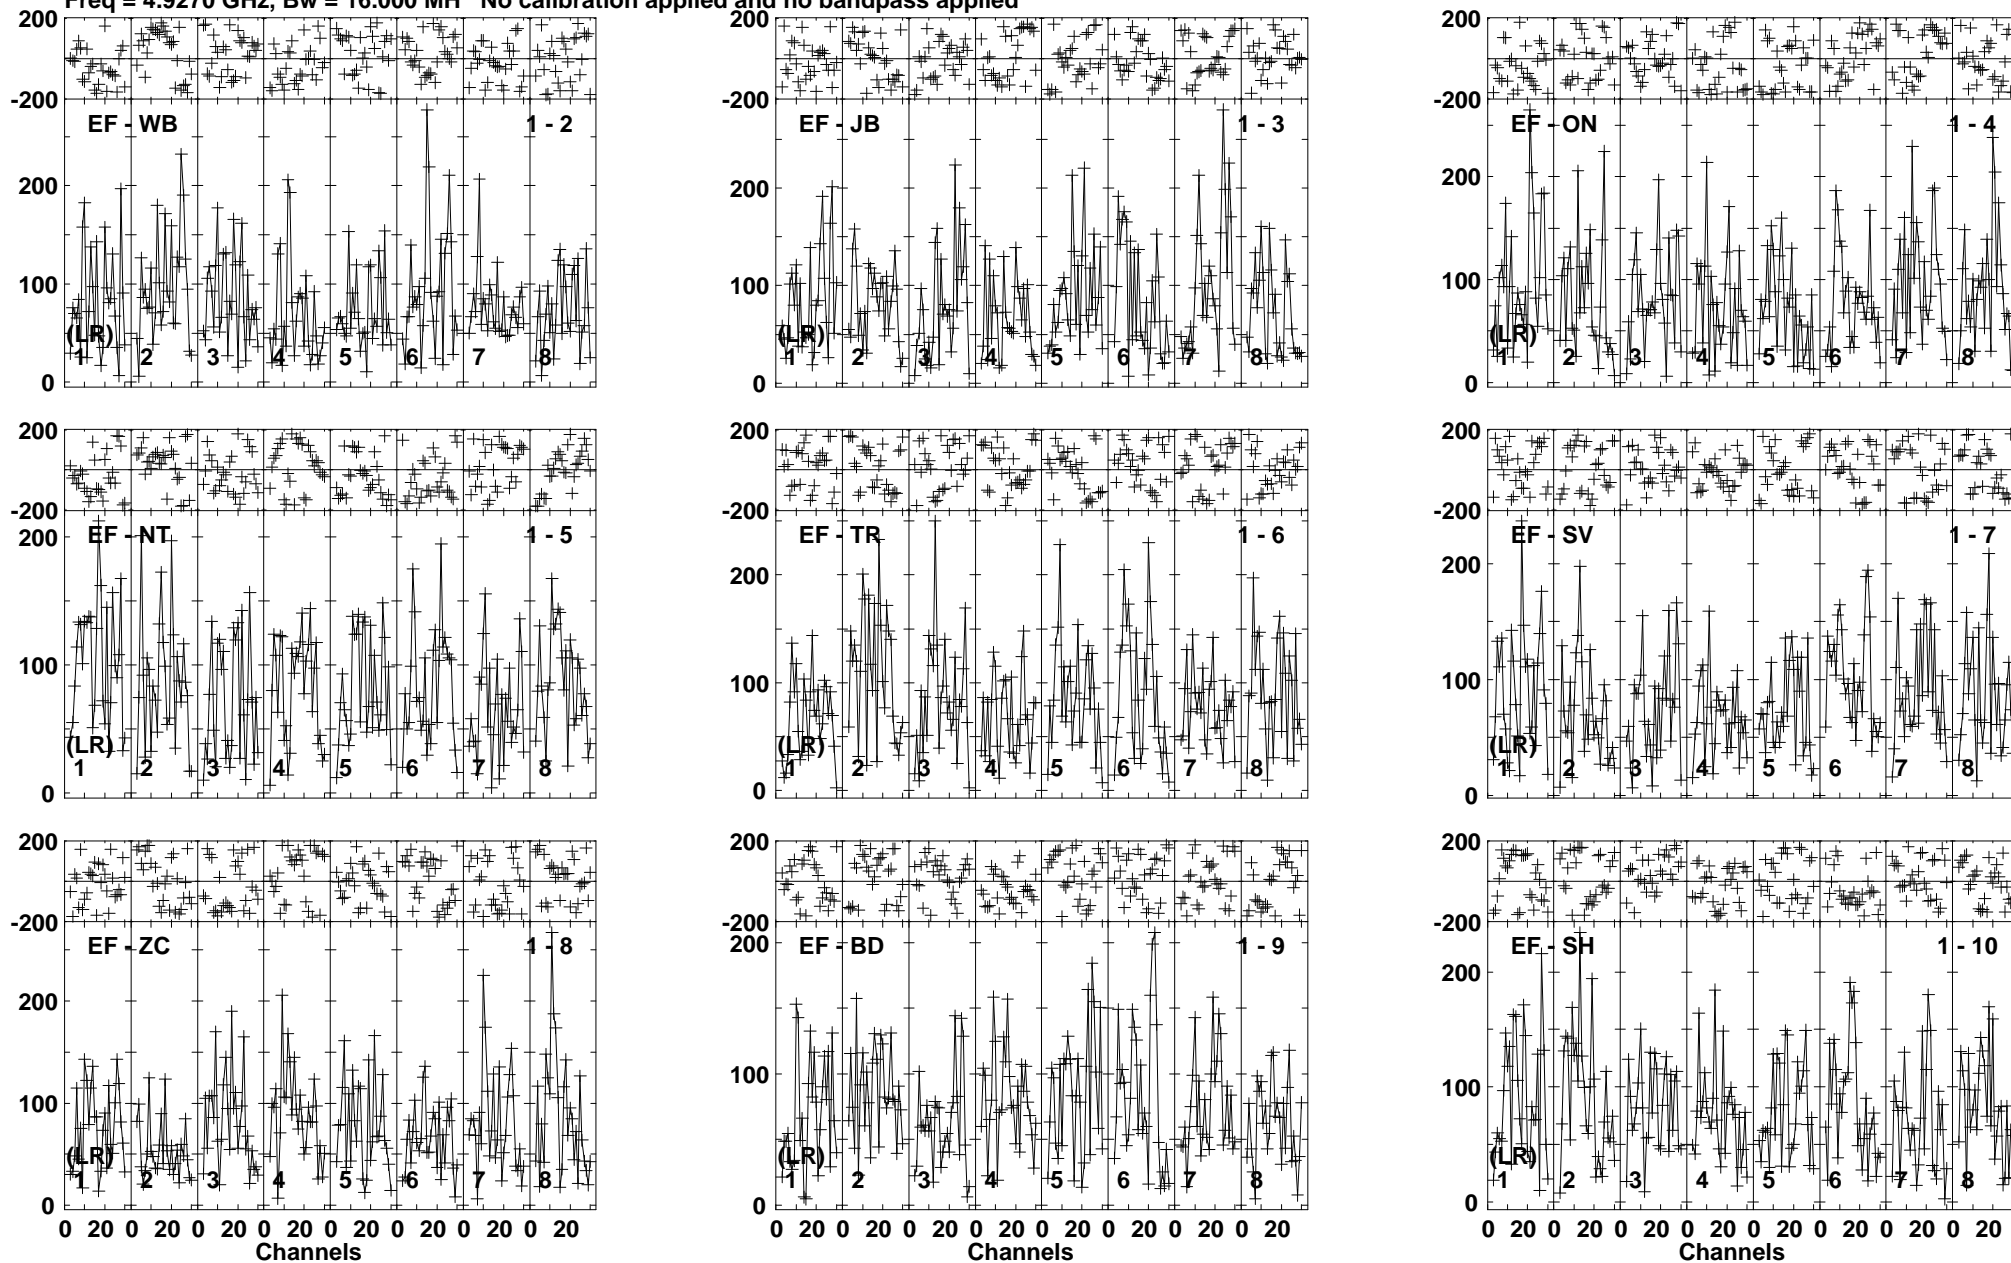 Freq = 4.9270 GHz, Bw = 16.000 MH No calibration applied and no bandpass applied
200 200 200
-200 -200 -200
EF - WB 1 - 2 EF - JB 1 - 3 EF - ON 1 - 4
200 200 200
100 100 100
(LR) (LR) (LR)
1 2 3 4 5 6 7 8 1 2 3 4 5 6 7 8 1 2 3 4 5 6 7 8
0 0 0
200 200 200
-200 -200 -200
EF - NT 1 - 5 EF - TR 1 - 6 EF - SV 1 - 7
200 200 200
100 100 100
(LR) (LR) (LR)
1 2 3 4 5 6 7 8 1 2 3 4 5 6 7 8 1 2 3 4 5 6 7 8
0 0 0
200 200 200
-200 -200 -200
EF - ZC 1 - 8 EF - BD 1 - 9 EF - SH 1 - 10
200 200 200
100 100 100
(LR) (LR) (LR)
1 2 3 4 5 6 7 8 1 2 3 4 5 6 7 8 1 2 3 4 5 6 7 8
0 0 0
0 20 0 20 0 20 0 20 0 20 0 20 0 20 0 20 0 20 0 20 0 20 0 20 0 20 0 20 0 20 0 20 0 20 0 20 0 20 0 20 0 20 0 20 0 20 0 20
Channels Channels Channels